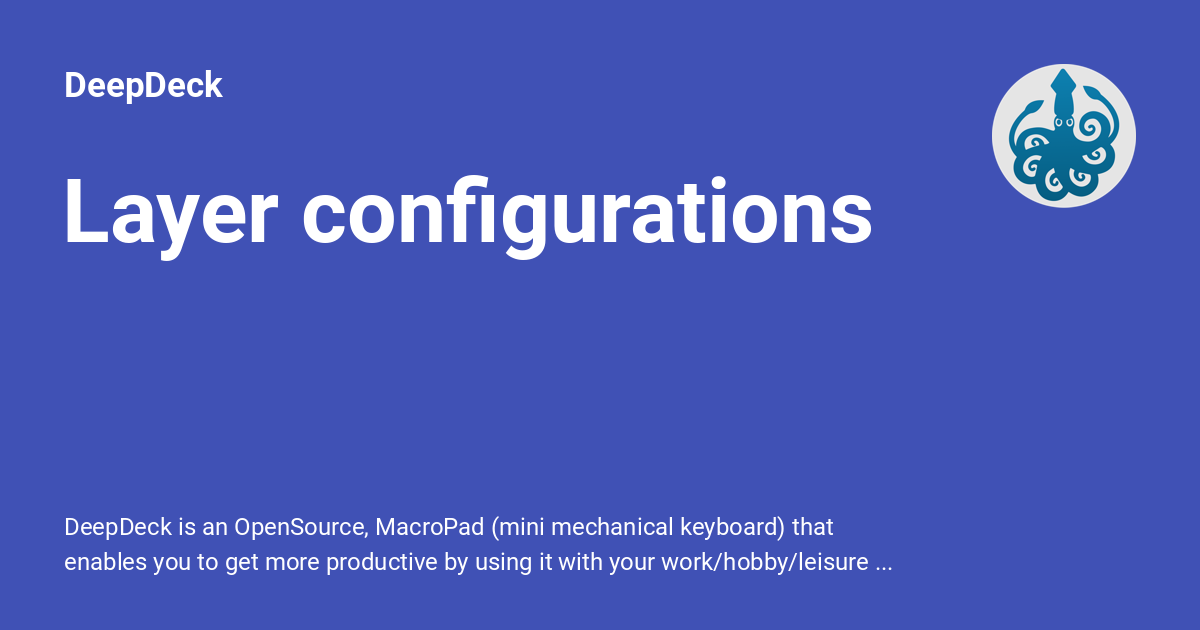 DeepDeck
Layer configurations
DeepDeck is an OpenSource, MacroPad (mini mechanical keyboard) that
enables you to get more productive by using it with your work/hobby/leisure ...